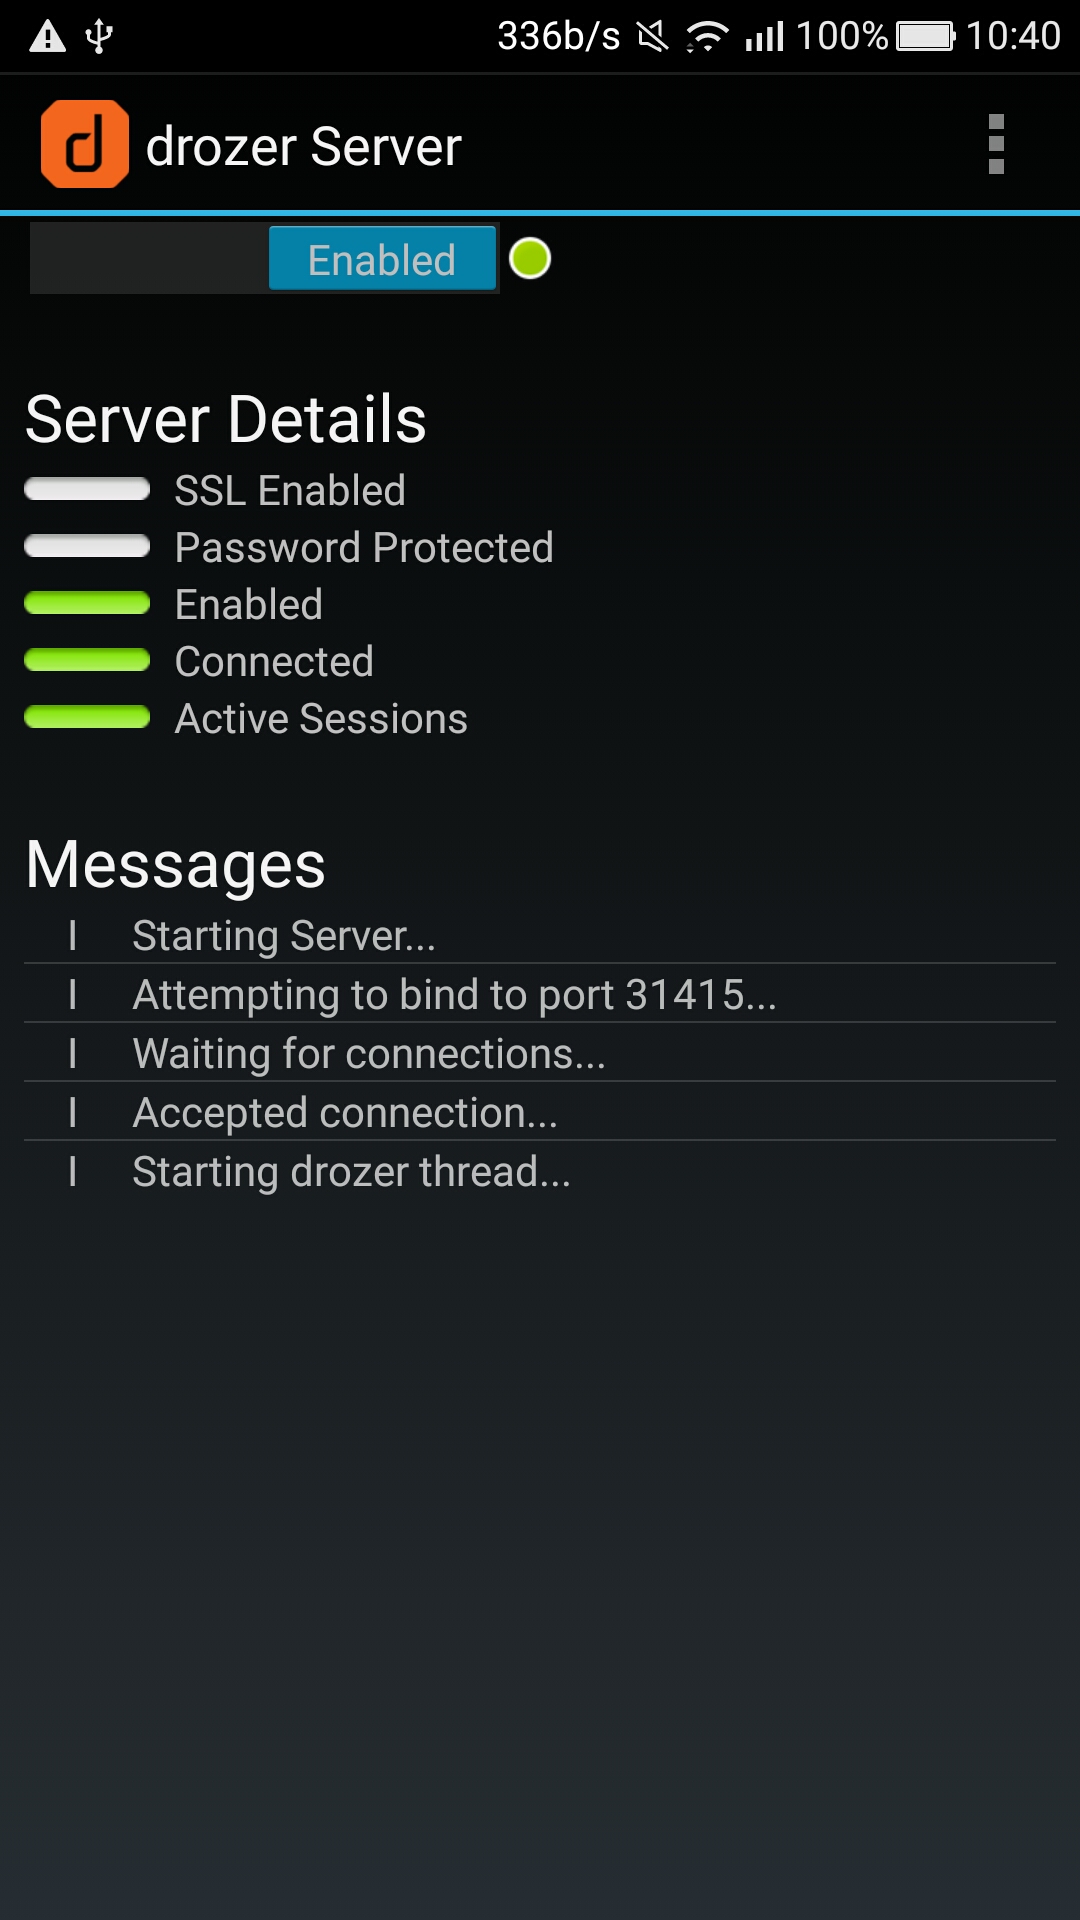 336b/s 100% 10:40
d drozer Server
Enabled
Server Details
SSL Enabled
Password Protected
Enabled
Connected
Active Sessions
Messages
I Starting Server...
I Attempting to bind to port 31415...
I Waiting for connections...
I Accepted connection...
I Starting drozer thread...